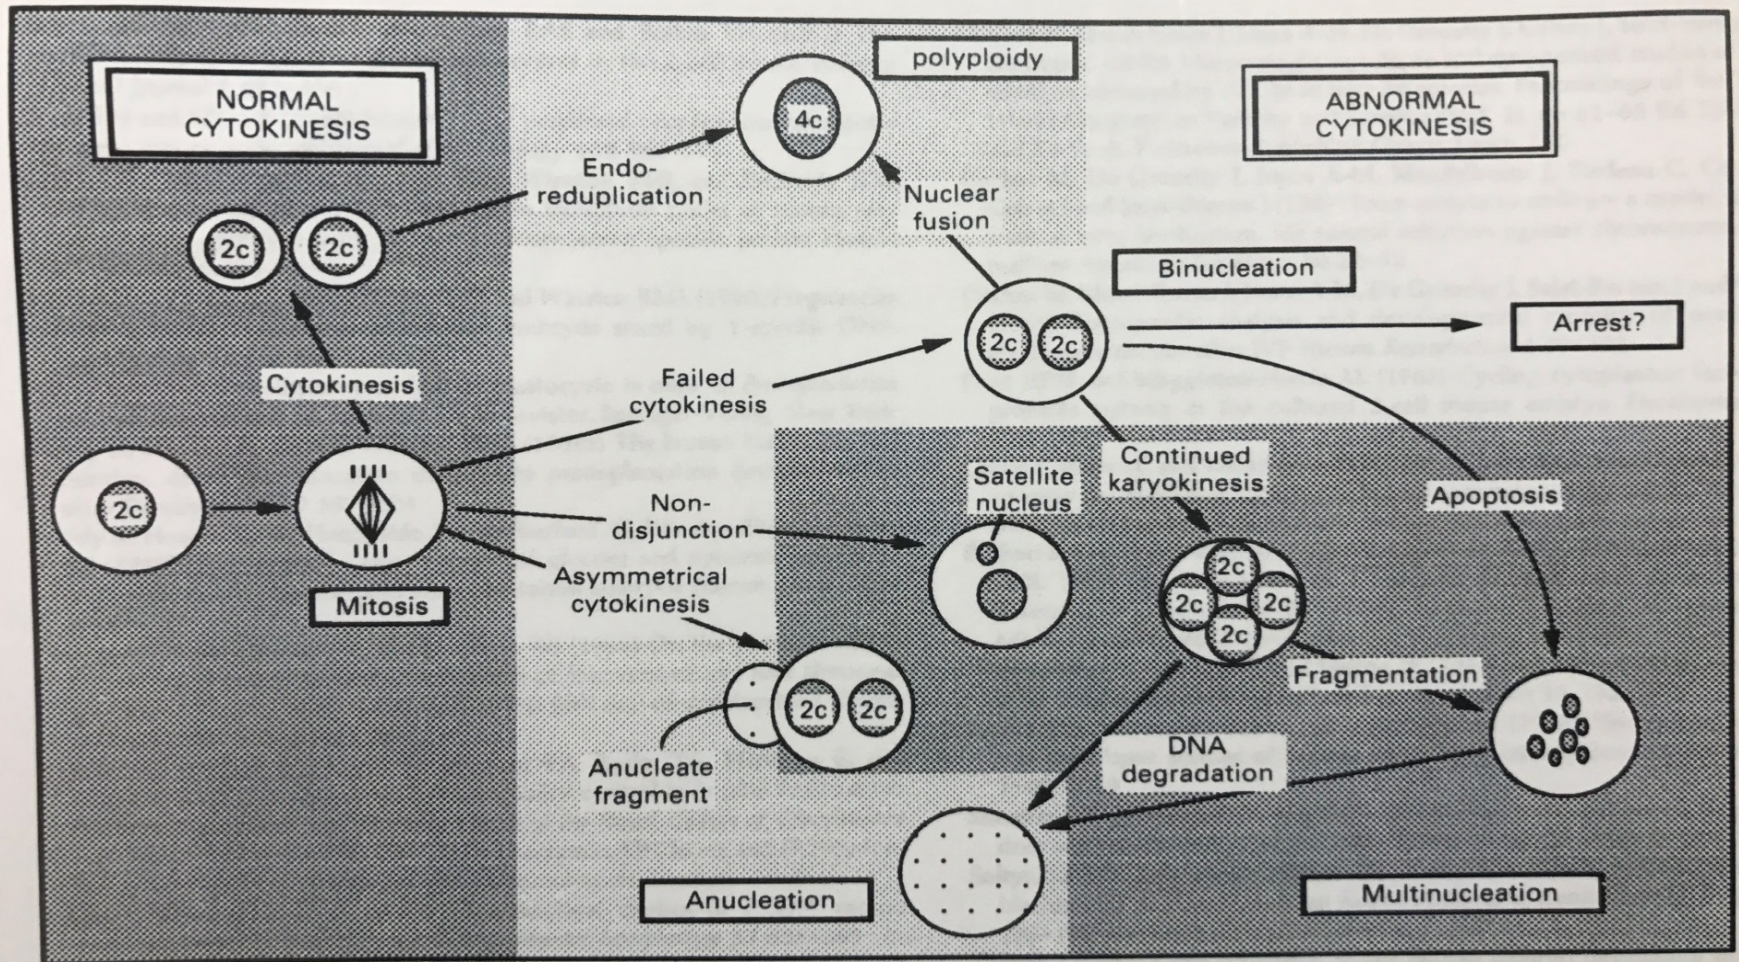 NORMAL
CYTOKINESIS
polyploidy
ABNORMAL
CYTOKINESIS
4c
Endo-
reduplication
Nuclear
fusion
2c
2c
Binucleation
Arrest?
2c
2c
Cytokinesis
Failed
cytokinesis
Continued
karyokinesis
Satellite
nucleus
Apoptosis
2c
Non-
disjunction
Asymmetrical
cytokinesis
Mitosis
2c
2c
2c
2c
Fragmentation
2c
2c
Anucleate
fragment
DNA
degradation
Anucleation
Multinucleation